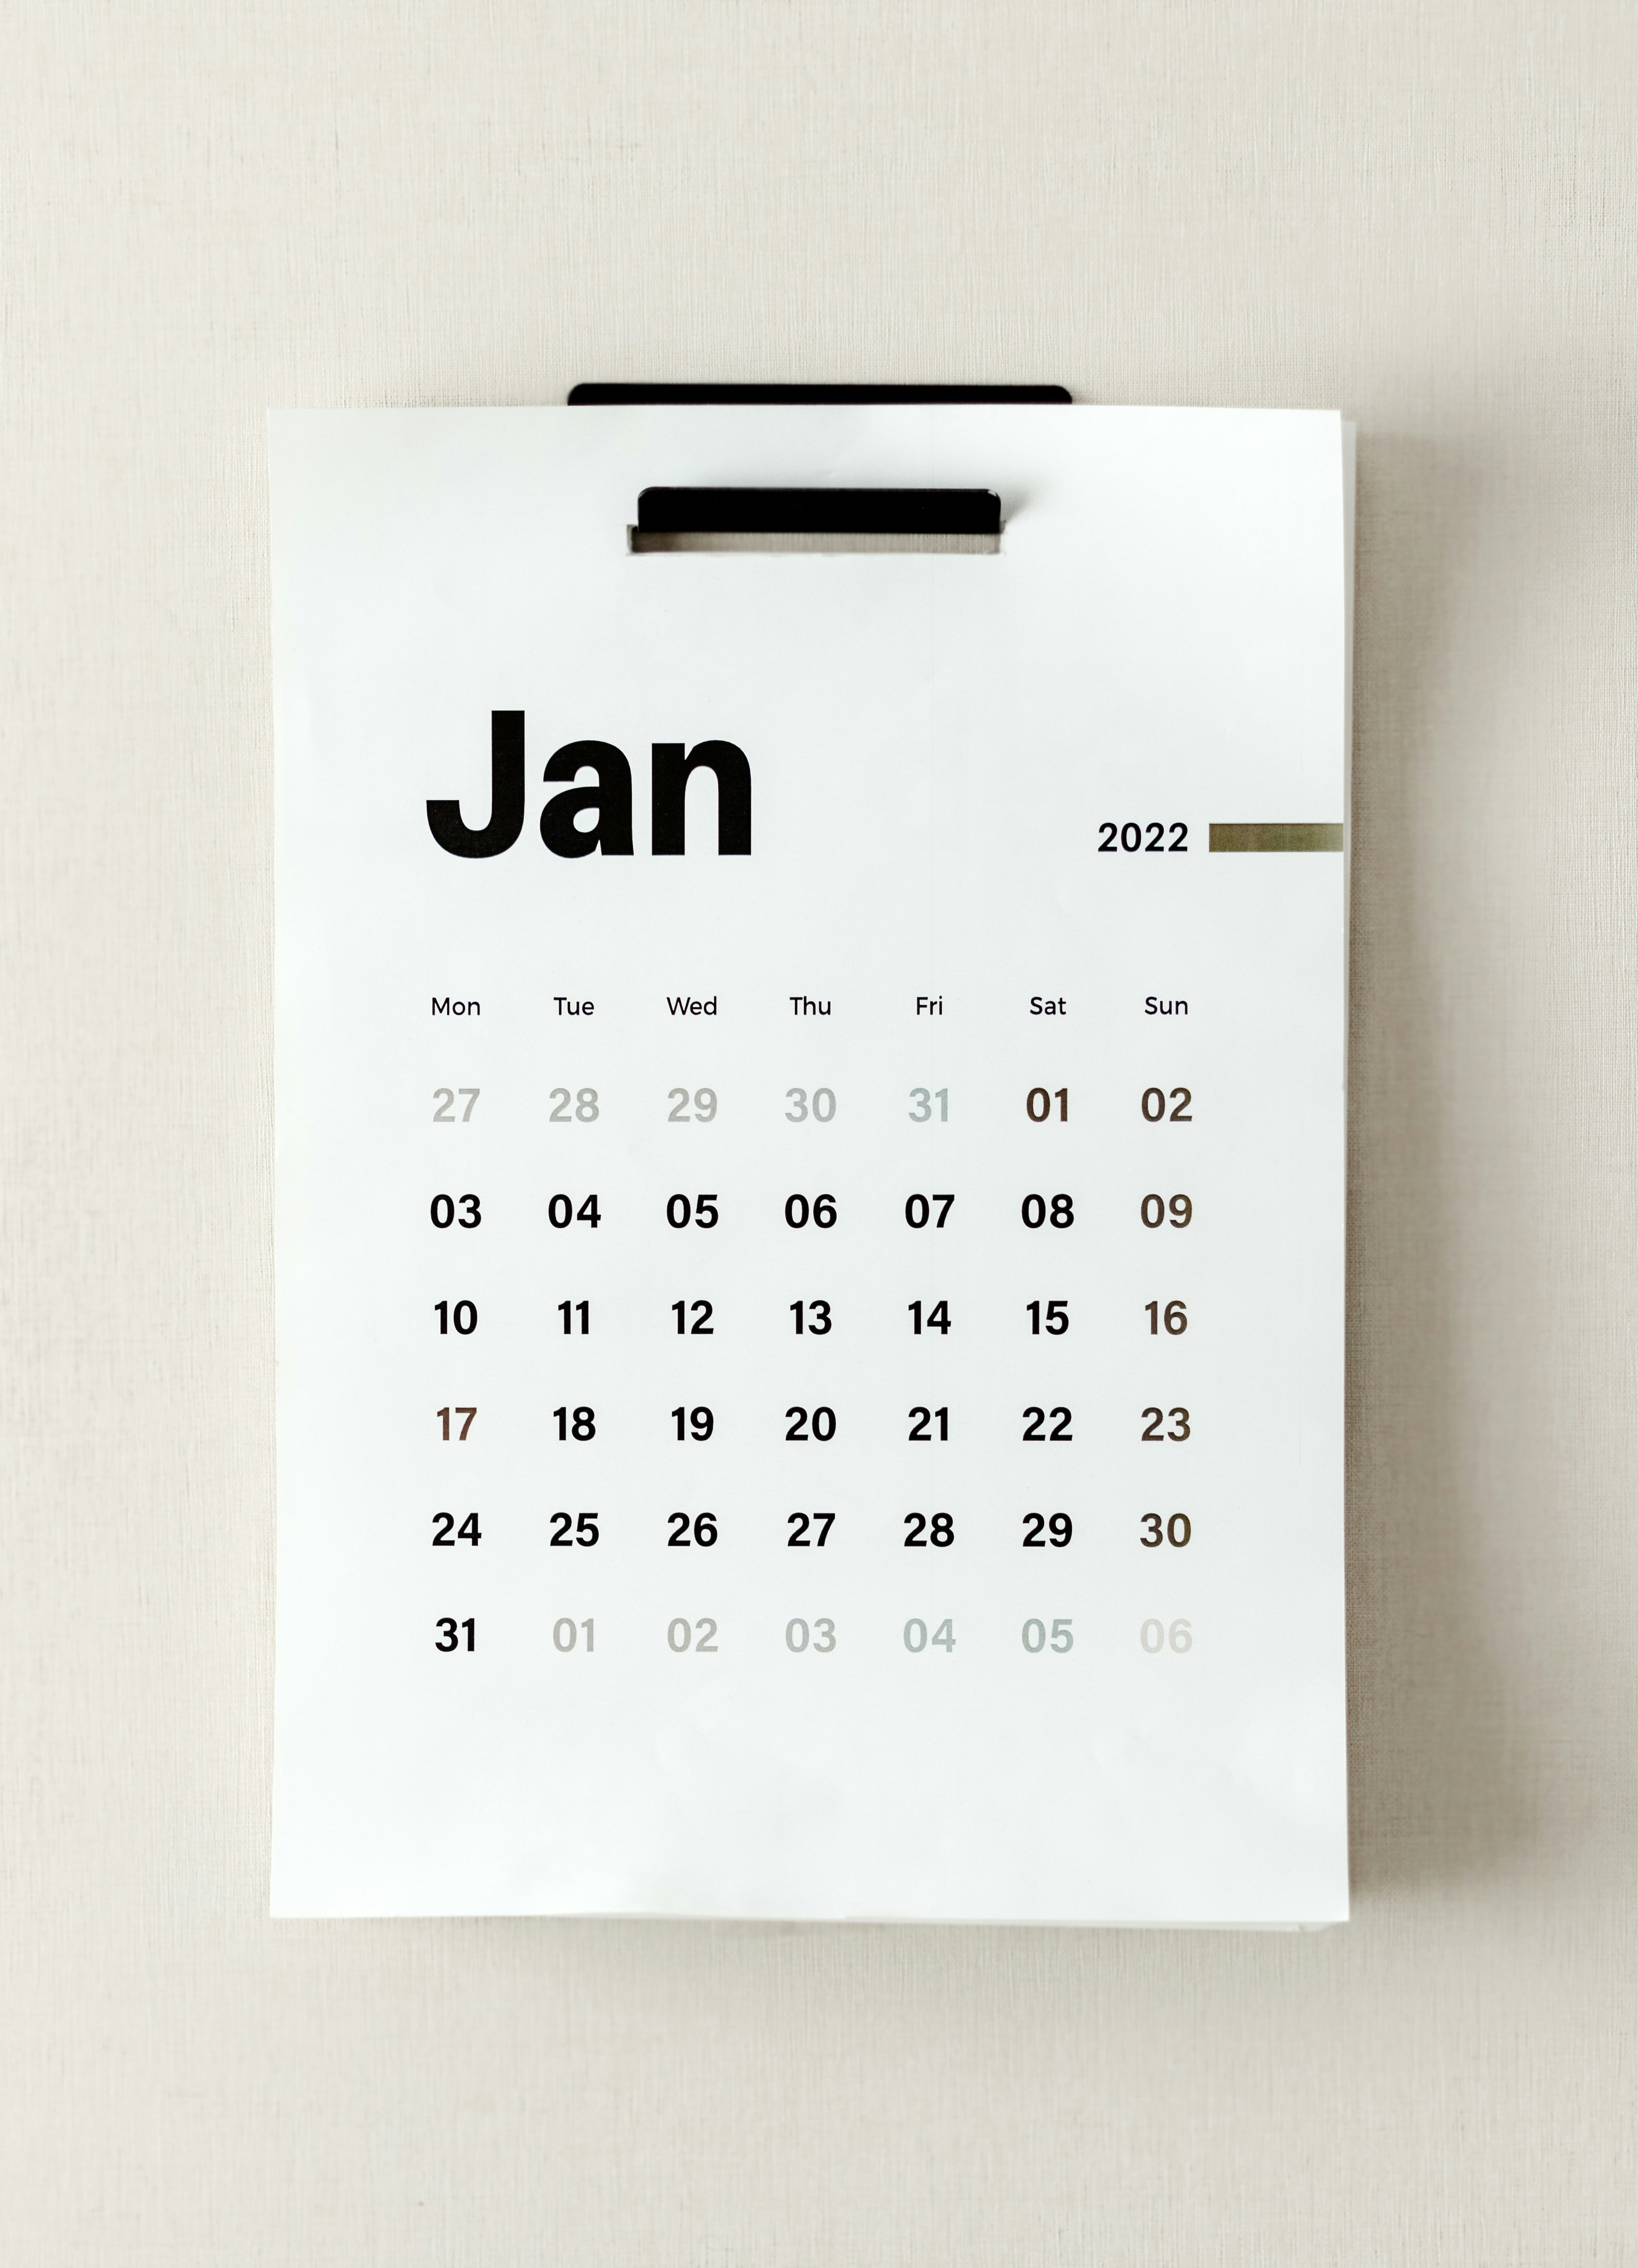 Jan
2022
Mon Tue Wed Thu Fri Sat Sun
27 28 29 30 31 01 02
03 04 05 06 07 08 09
10 11 12 13 14 15 16
17 18 19 20 21 22 23
24 25 26 27 28 29 30
31 01 02 03 04 05 06